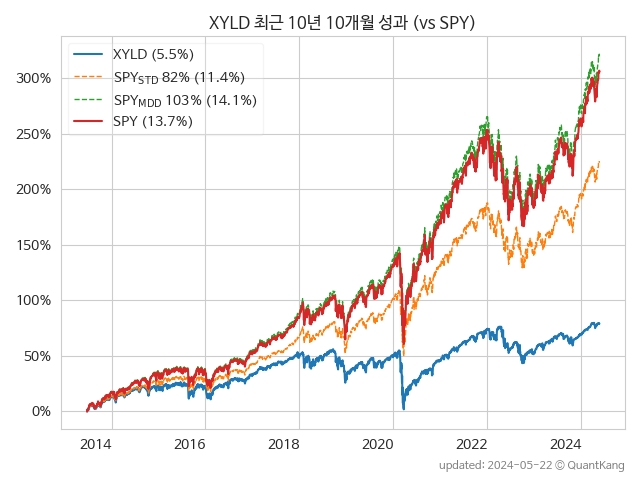 XYLD 최근 10년 10개월 성과 (vs SPY)
XYLD (5.5%)
SPY_STD 82% (11.4%)
SPY_MDD 103% (14.1%)
SPY (13.7%)
300%
250%
200%
150%
100%
50%
0%
2014 2016 2018 2020 2022 2024
updated: 2024-05-22 © QuantKang